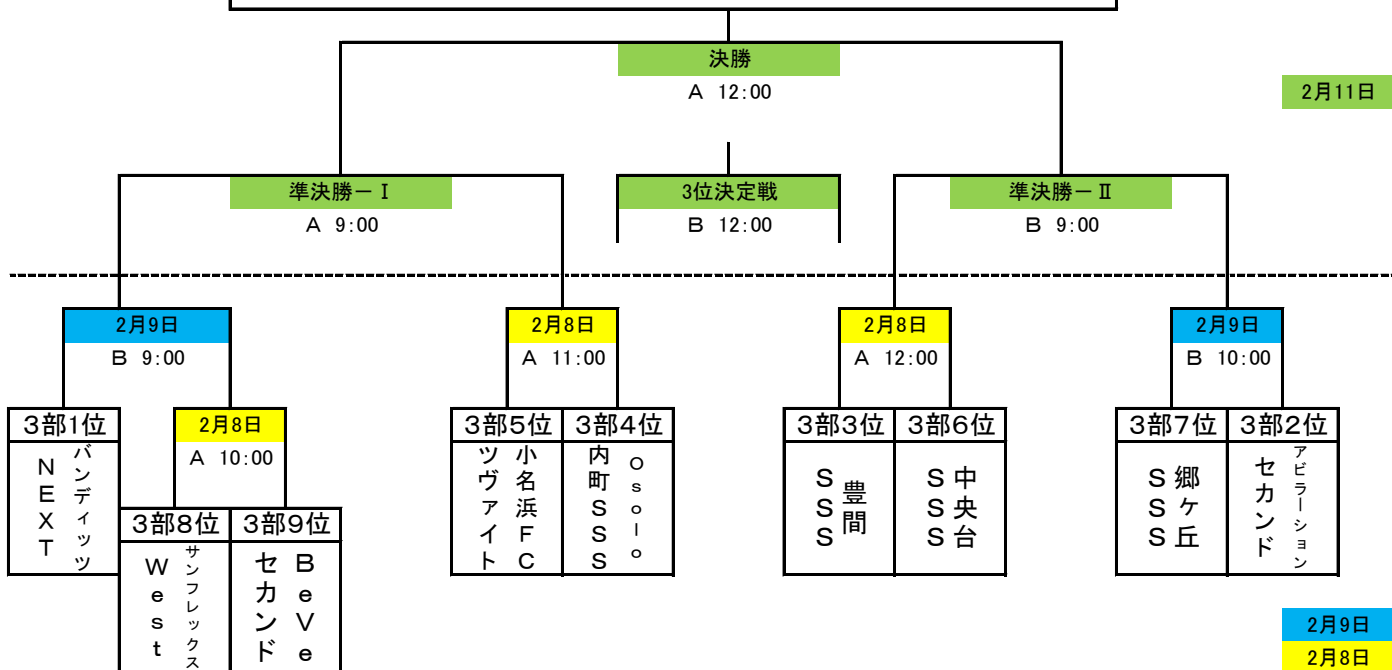 決勝
A 12:00
2月11日
準決勝－Ⅰ
3位決定戦
準決勝－Ⅱ
A 9:00
B 12:00
B 9:00
2月9日
2月8日
2月8日
2月9日
B 9:00
A 11:00
A 12:00
B 10:00
3部1位
2月8日
3部5位
3部4位
3部3位
3部6位
3部7位
3部2位
A 10:00
バンディッツ
NEXT
小名浜FC
ツヴァイト
Osolo
内町SSS
豊間
SSS
中央台
SSS
郷ケ丘
SSS
アビラーション
セカンド
3部8位
3部9位
サンフレックス
West
BeVe
セカンド
2月9日
2月8日